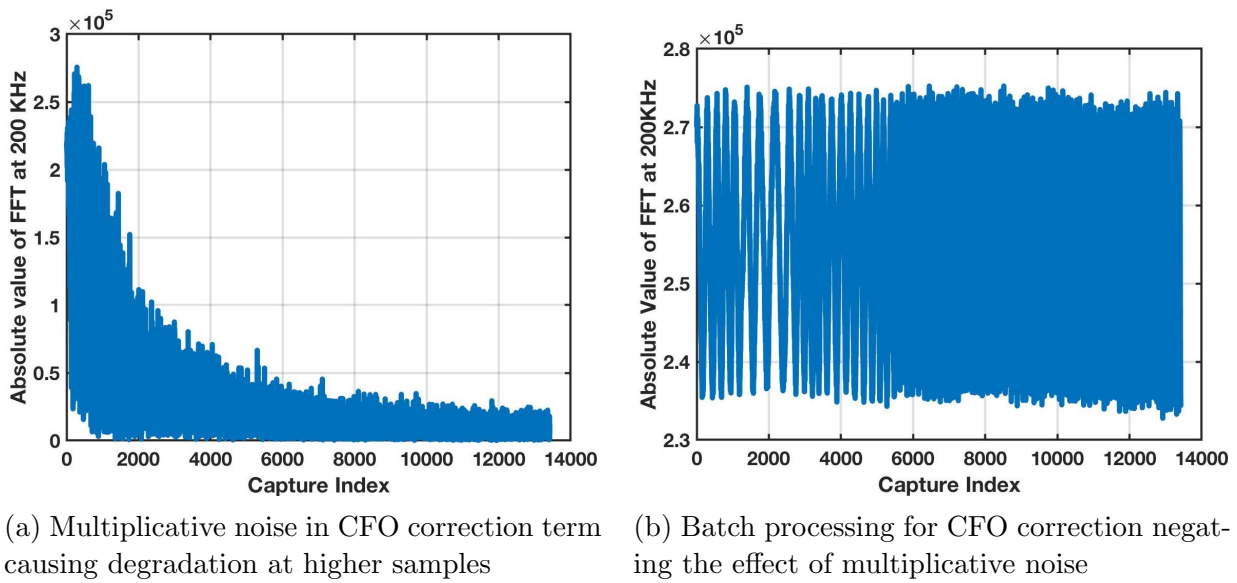 ×10⁵
3
2.5
2
1.5
1
0.5
0
0 2000 4000 6000 8000 10000 12000 14000
Absolute value of FFT at 200 KHz
Capture Index
(a) Multiplicative noise in CFO correction term
causing degradation at higher samples
×10⁵
2.8
2.7
2.6
2.5
2.4
2.3
0 2000 4000 6000 8000 10000 12000 14000
Absolute Value of FFT at 200KHz
Capture Index
(b) Batch processing for CFO correction negat-
ing the effect of multiplicative noise